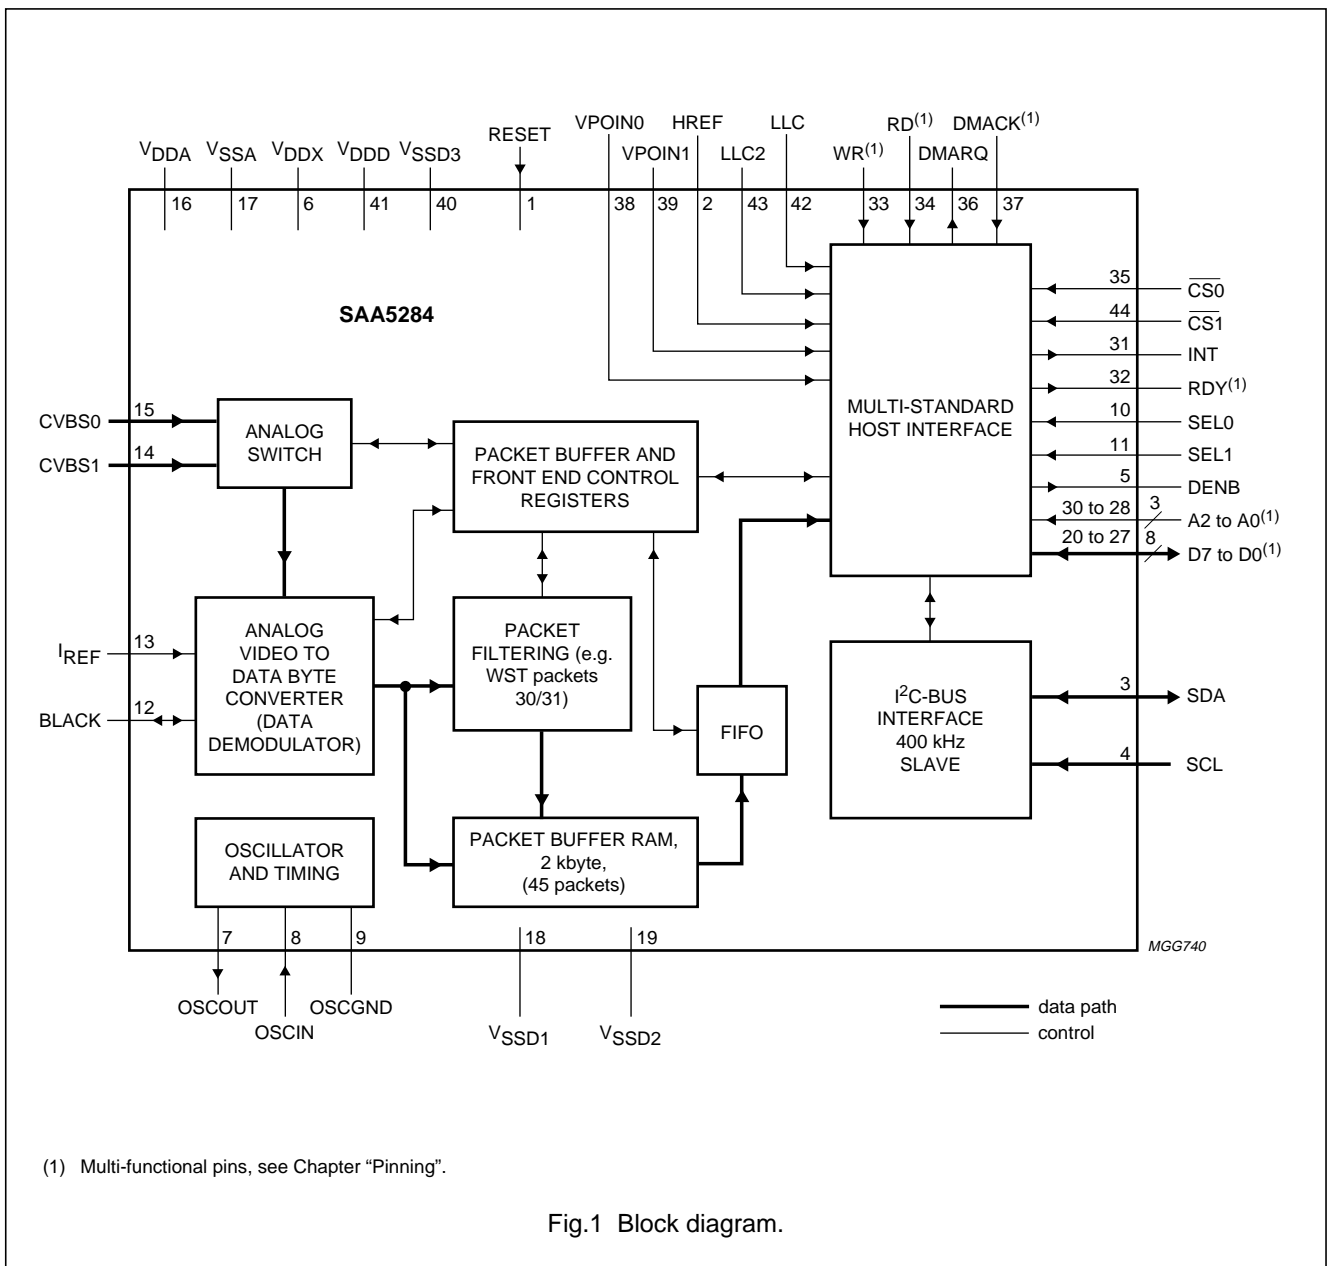 VDDA
VSSA
VDDX
VDDD
VSSD3
RESET
VPOIN0
VPOIN1
HREF
LLC2
LLC
WR(1)
RD(1)
DMARQ
DMACK(1)
16
17
6
41
40
1
38
39
2
43
42
33
34
36
37
SAA5284
CVBS0
15
CVBS1
14
ANALOG
SWITCH
PACKET BUFFER AND
FRONT END CONTROL
REGISTERS
MULTI-STANDARD
HOST INTERFACE
35
CS0
44
CS1
31
INT
32
RDY(1)
10
SEL0
11
SEL1
5
DENB
30 to 28
3
A2 to A0(1)
20 to 27
8
D7 to D0(1)
IREF
13
BLACK
12
ANALOG
VIDEO TO
DATA BYTE
CONVERTER
(DATA
DEMODULATOR)
PACKET
FILTERING (e.g.
WST packets
30/31)
FIFO
I2C-BUS
INTERFACE
400 kHz
SLAVE
3
SDA
4
SCL
OSCILLATOR
AND TIMING
PACKET BUFFER RAM,
2 kbyte,
(45 packets)
7
8
9
18
19
OSCOUT
OSCIN
OSCGND
VSSD1
VSSD2
MGG740
data path
control
(1) Multi-functional pins, see Chapter “Pinning”.
Fig.1 Block diagram.